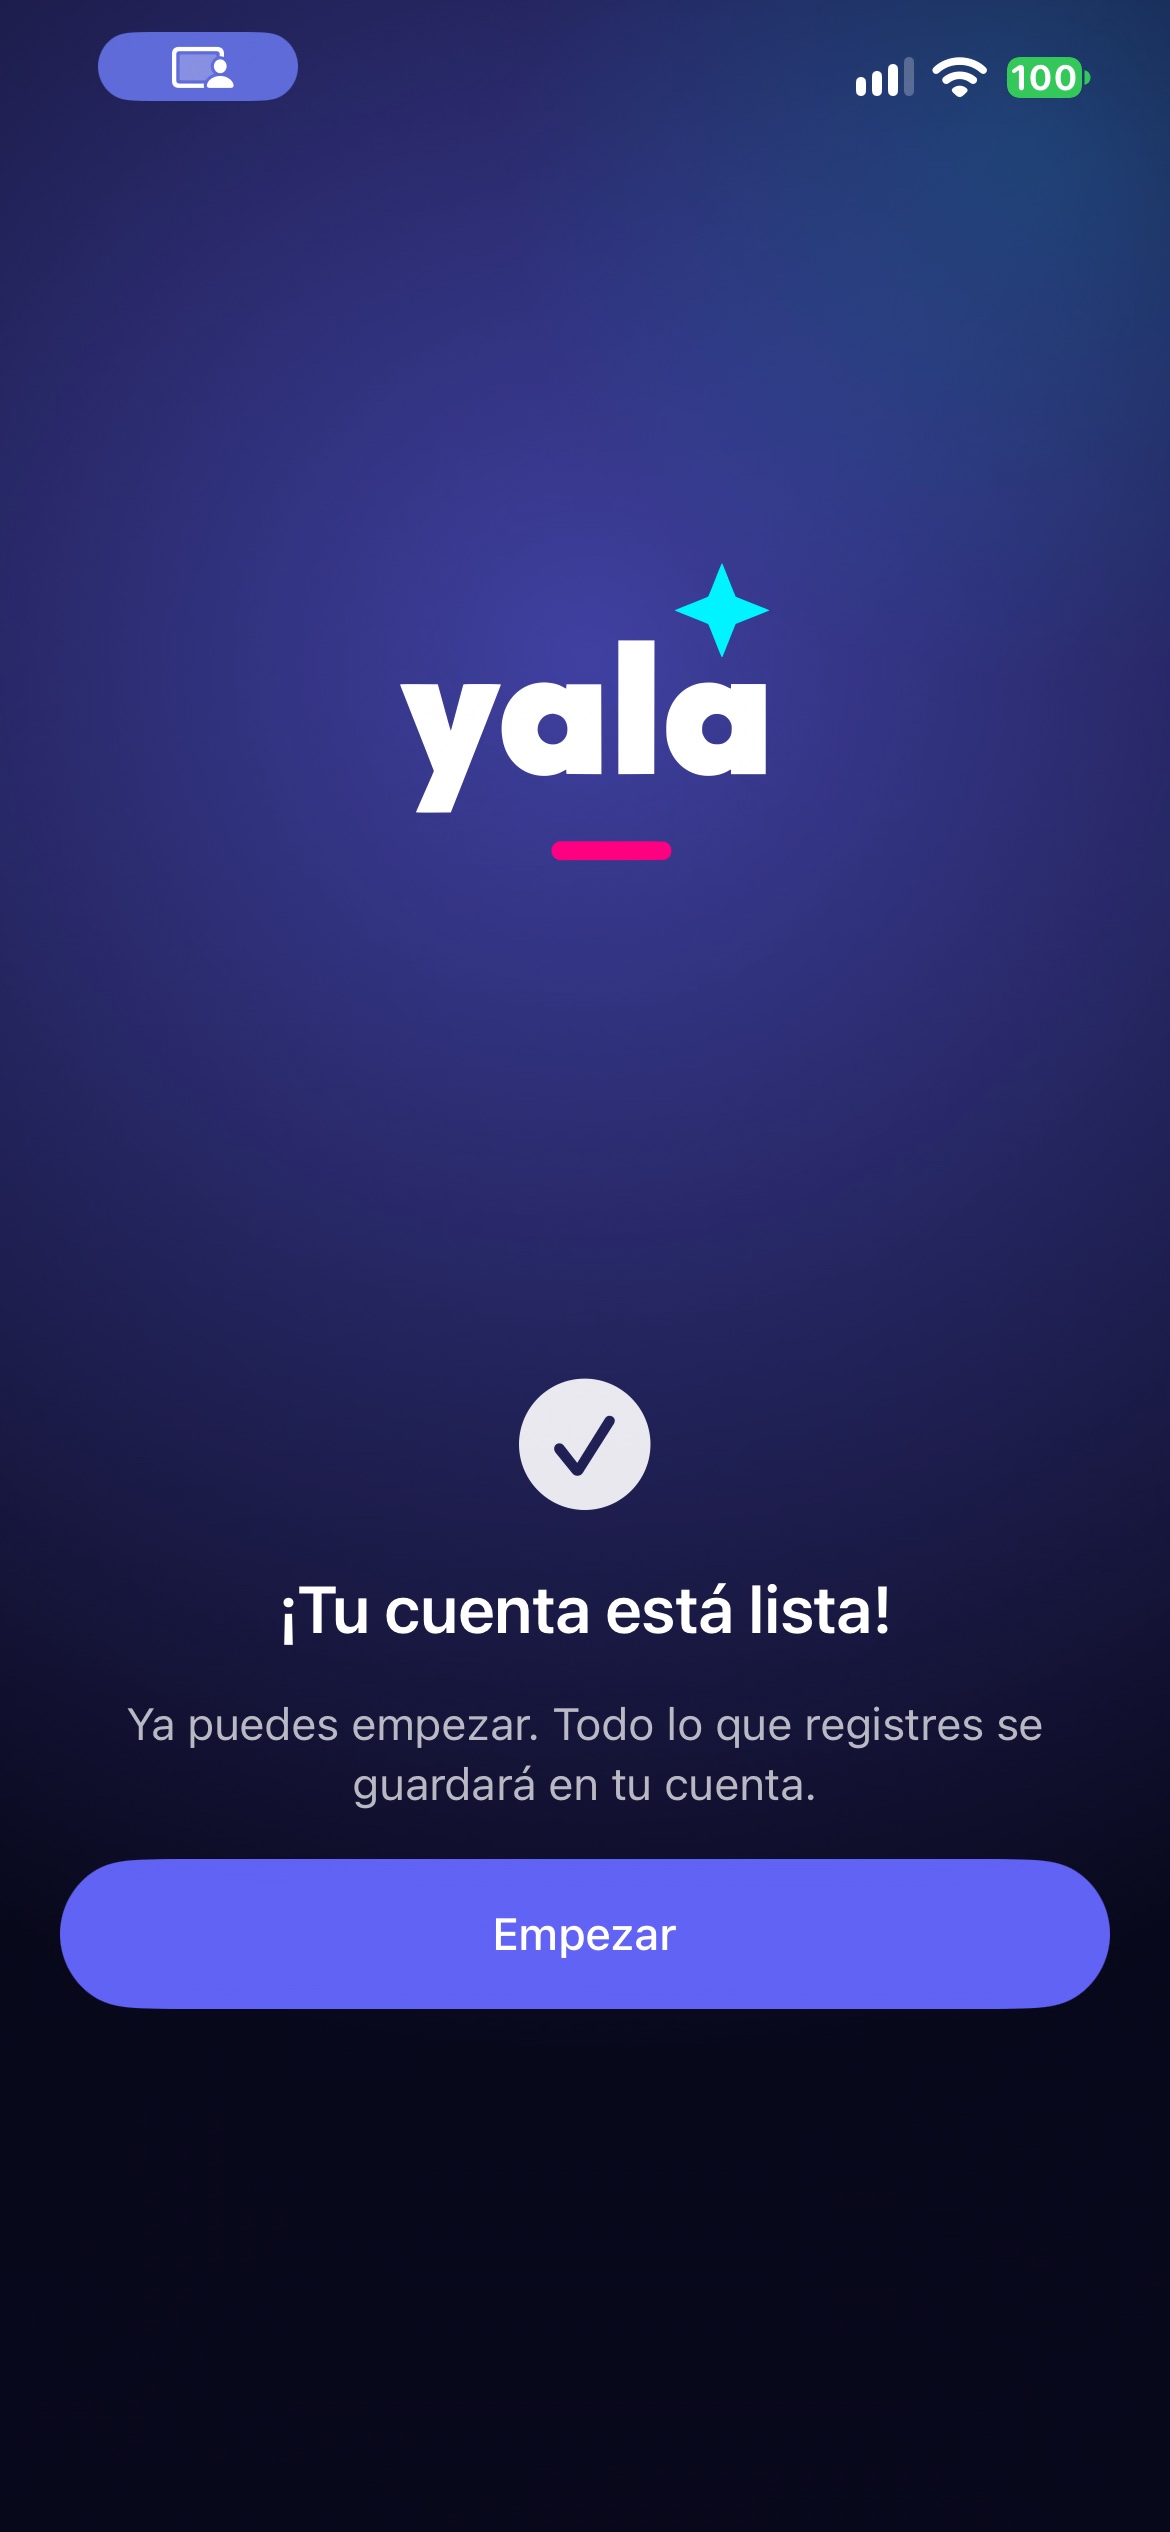 100
yala
¡Tu cuenta está lista!
Ya puedes empezar. Todo lo que registres se
guardará en tu cuenta.
Empezar